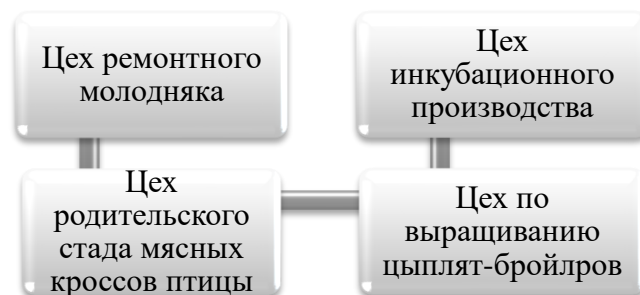 Цех ремонтного
молодняка
Цех
инкубационного
производства
Цех
родительского
стада мясных
кроссов птицы
Цех по
выращиванию
цыплят-бройлров